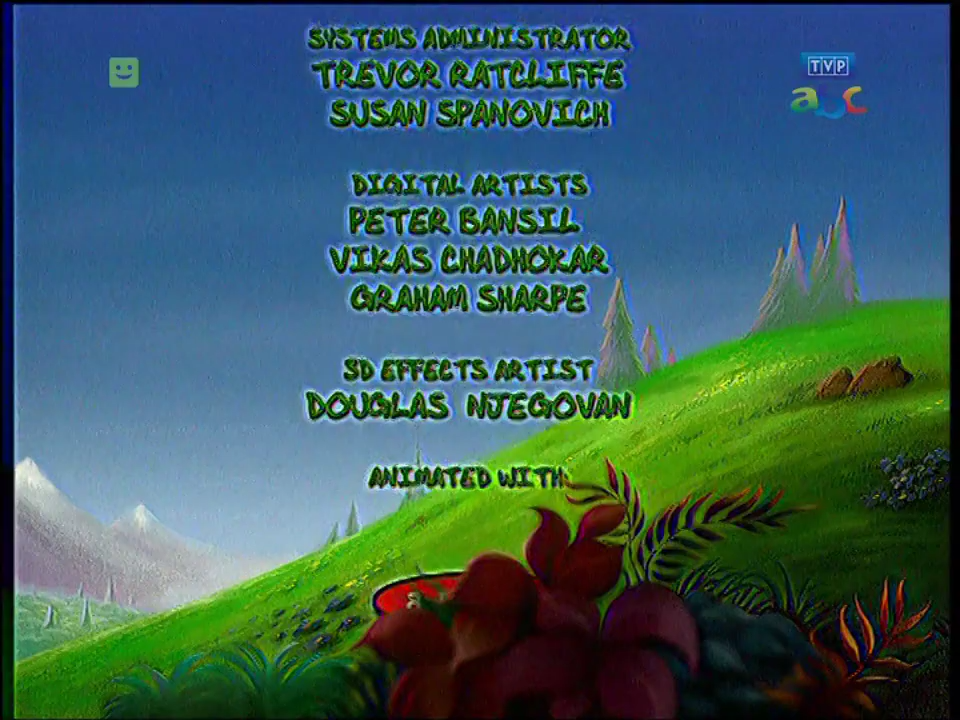 SYSTEMS ADMINISTRATOR
TREVOR RATCLIFFE
SUSAN SPANOVICH
TVP
abc
DIGITAL ARTISTS
PETER BANSIL
VIKAS CHADHOKAR
GRAHAM SHARPE
3D EFFECTS ARTIST
DOUGLAS NJEGOVAN
ANIMATED WITH: